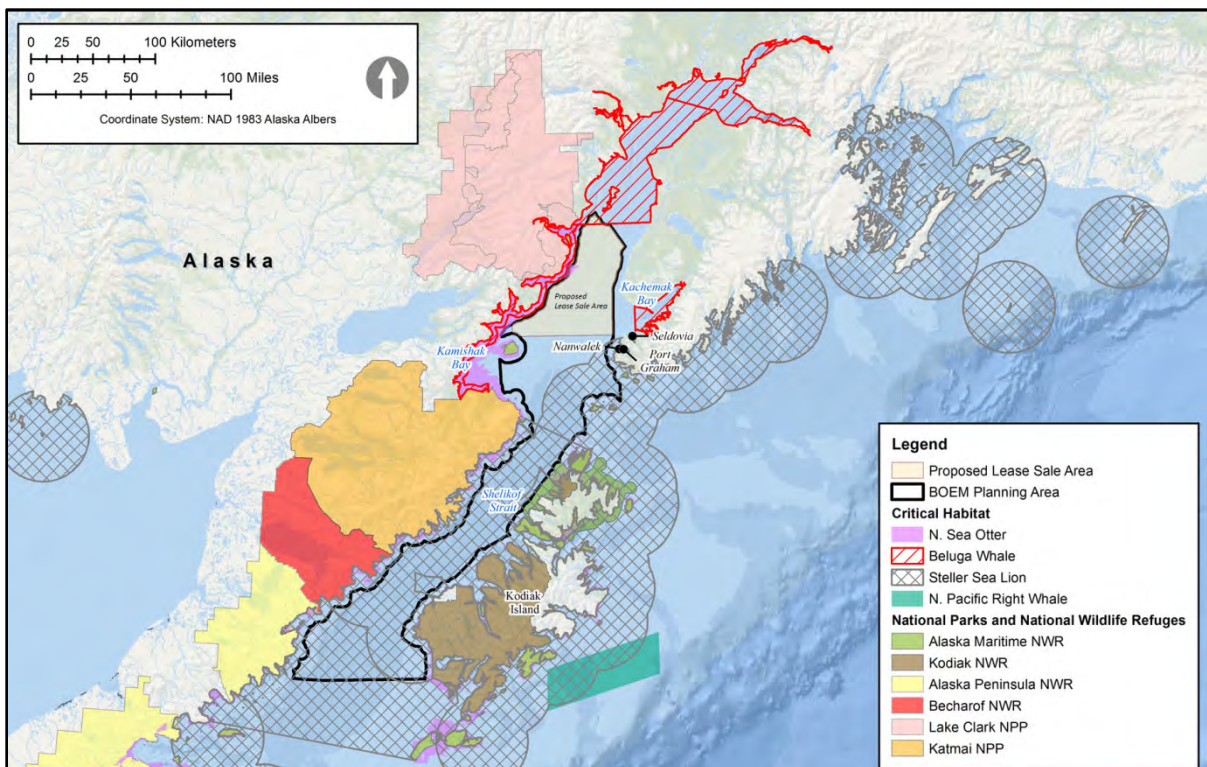 0 25 50 100 Kilometers
0 25 50 100 Miles
Coordinate System: NAD 1983 Alaska Albers
Alaska
Proposed
Lease Sale Area
Kachemak
Bay
Seldovia
Nanwalek
Port
Graham
Kamishak
Bay
Shelikof
Strait
Kodiak
Island
Legend
Proposed Lease Sale Area
BOEM Planning Area
Critical Habitat
N. Sea Otter
Beluga Whale
Steller Sea Lion
N. Pacific Right Whale
National Parks and National Wildlife Refuges
Alaska Maritime NWR
Kodiak NWR
Alaska Peninsula NWR
Becharof NWR
Lake Clark NPP
Katmai NPP